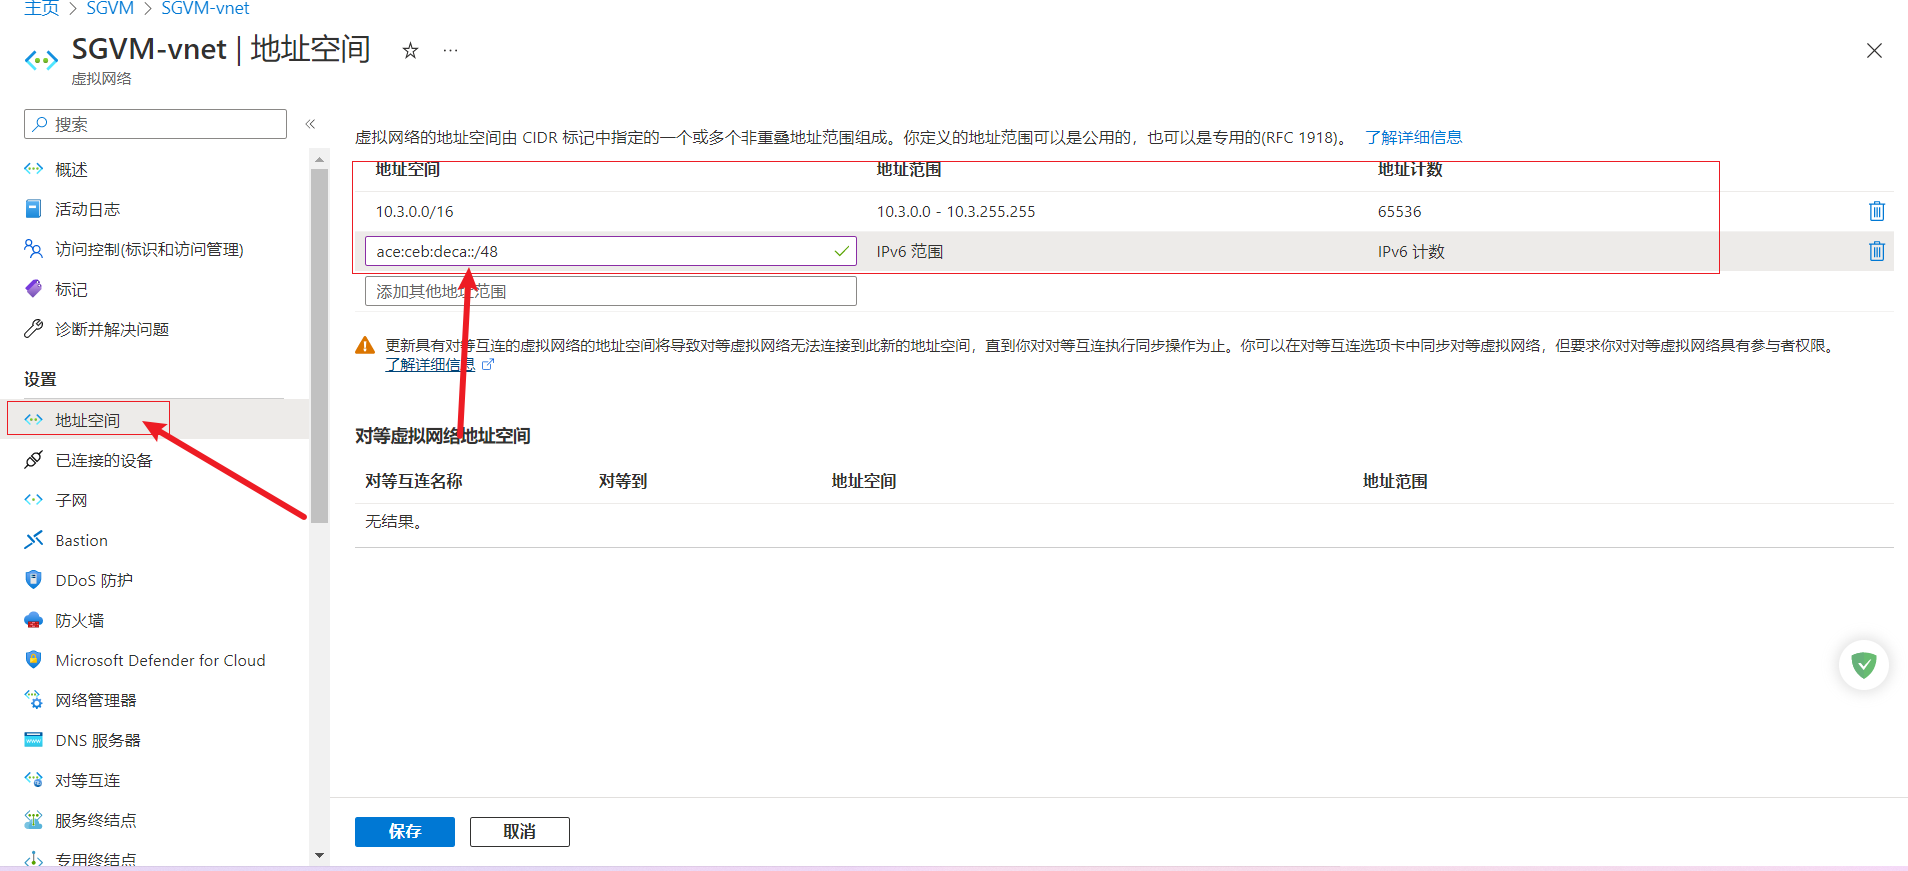 主页 > SGVM > SGVM-vnet
SGVM-vnet | 地址空间 ☆ ···
虚拟网络
搜索 «
概述
活动日志
访问控制(标识和访问管理)
标记
诊断并解决问题
设置
地址空间
已连接的设备
子网
Bastion
DDoS 防护
防火墙
Microsoft Defender for Cloud
网络管理器
DNS 服务器
对等互连
服务终结点
专用终结点
虚拟网络的地址空间由 CIDR 标记中指定的一个或多个非重叠地址范围组成。你定义的地址范围可以是公用的，也可以是专用的(RFC 1918)。 了解详细信息
地址空间 地址范围 地址计数
10.3.0.0/16 10.3.0.0 - 10.3.255.255 65536
ace:ceb:deca::/48 IPv6 范围 IPv6 计数
添加其他地址范围
更新具有对等互连的虚拟网络的地址空间将导致对等虚拟网络无法连接到此新的地址空间，直到你对对等互连执行同步操作为止。你可以在对等互连选项卡中同步对等虚拟网络，但要求你对对等虚拟网络具有参与者权限。
了解详细信息
对等虚拟网络地址空间
对等互连名称 对等到 地址空间 地址范围
无结果。
保存 取消